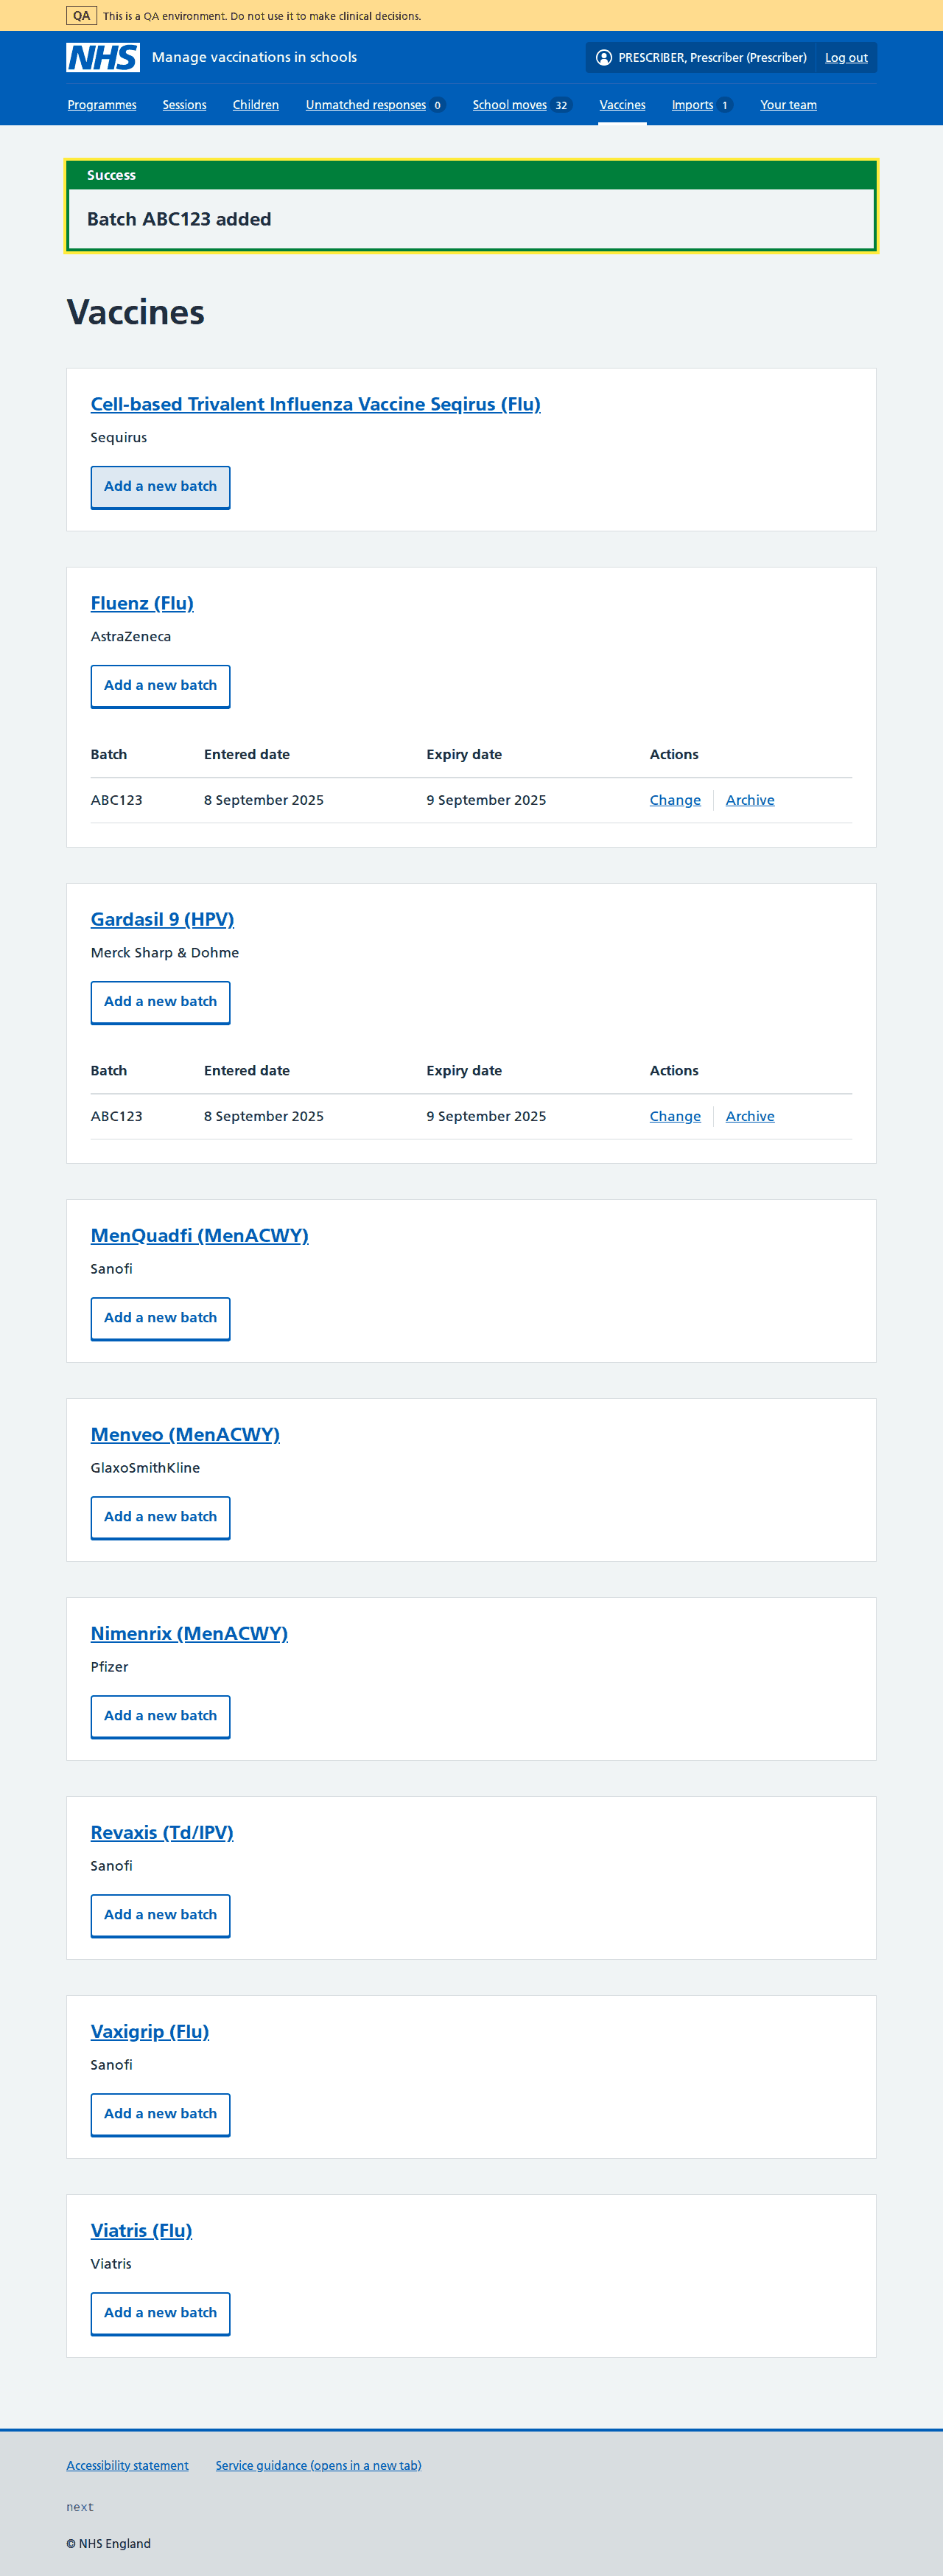 QA This is a QA environment. Do not use it to make clinical decisions.
NHS Manage vaccinations in schools PRESCRIBER, Prescriber (Prescriber) Log out
Programmes Sessions Children Unmatched responses 0 School moves 32 Vaccines Imports 1 Your team
Success
Batch ABC123 added
Vaccines
Cell-based Trivalent Influenza Vaccine Seqirus (Flu)
Sequirus
Add a new batch
Fluenz (Flu)
AstraZeneca
Add a new batch
Batch Entered date Expiry date Actions
ABC123 8 September 2025 9 September 2025 Change Archive
Gardasil 9 (HPV)
Merck Sharp & Dohme
Add a new batch
Batch Entered date Expiry date Actions
ABC123 8 September 2025 9 September 2025 Change Archive
MenQuadfi (MenACWY)
Sanofi
Add a new batch
Menveo (MenACWY)
GlaxoSmithKline
Add a new batch
Nimenrix (MenACWY)
Pfizer
Add a new batch
Revaxis (Td/IPV)
Sanofi
Add a new batch
Vaxigrip (Flu)
Sanofi
Add a new batch
Viatris (Flu)
Viatris
Add a new batch
Accessibility statement Service guidance (opens in a new tab)
next
© NHS England